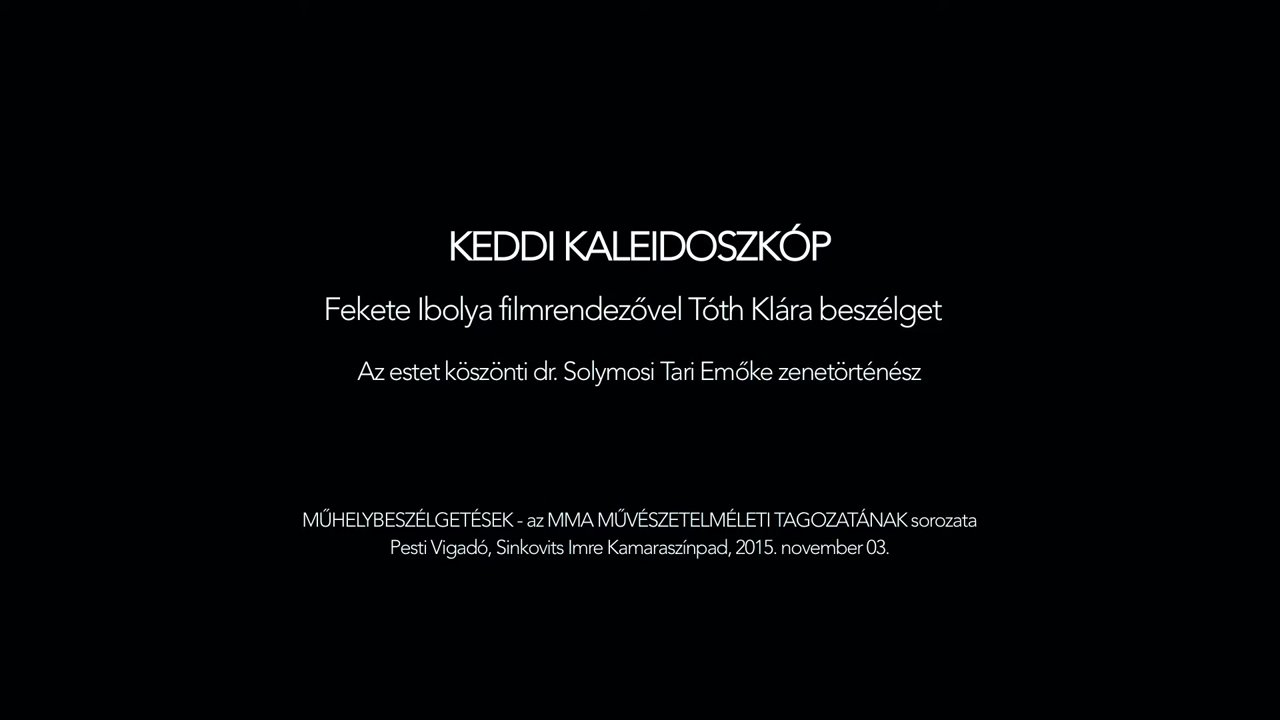 KEDDI KALEIDOSZKÓP
Fekete Ibolya filmrendezővel Tóth Klára beszélget
Az estet köszönti dr. Solymosi Tari Emőke zenetörténész
MŰHELYBESZÉLGETÉSEK - az MMA MŰVÉSZETELMÉLETI TAGOZATÁNAK sorozata
Pesti Vigadó, Sinkovits Imre Kamaraszínpad, 2015. november 03.